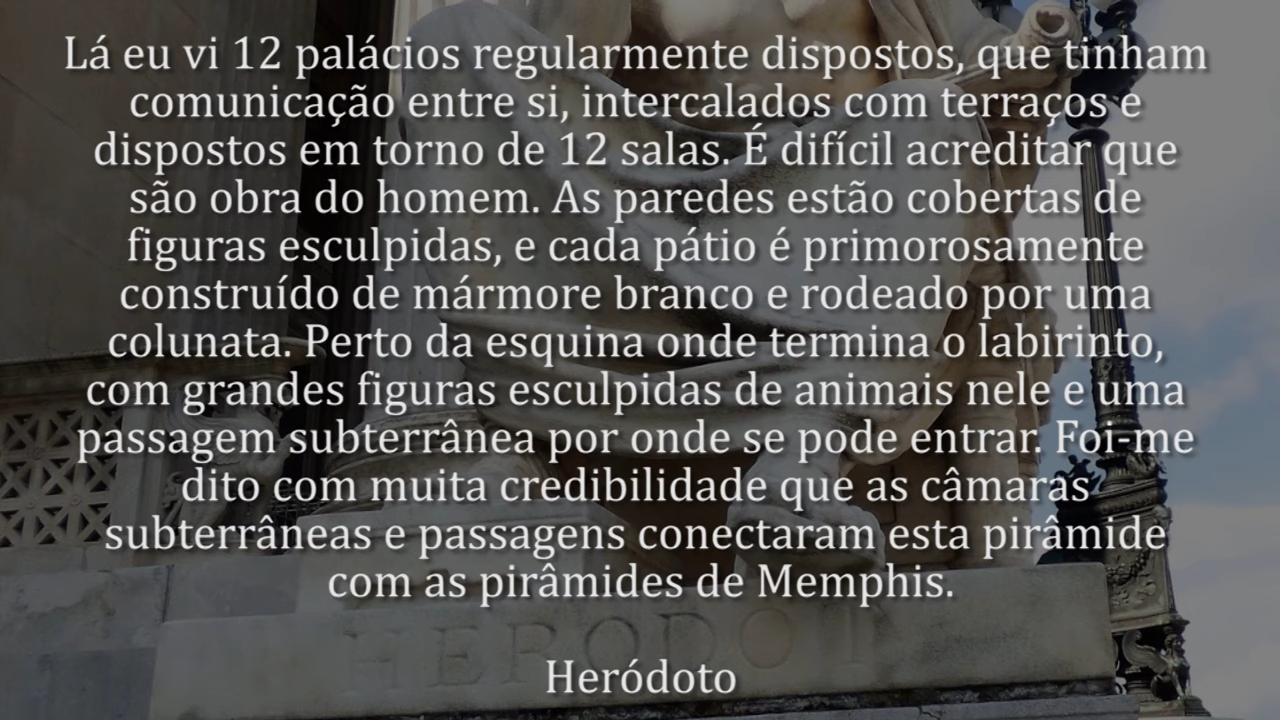 Lá eu vi 12 palácios regularmente dispostos, que tinham
comunicação entre si, intercalados com terraços e
dispostos em torno de 12 salas. É difícil acreditar que
são obra do homem. As paredes estão cobertas de
figuras esculpidas, e cada pátio é primorosamente
construído de mármore branco e rodeado por uma
colunata. Perto da esquina onde termina o labirinto,
com grandes figuras esculpidas de animais nele e uma
passagem subterrânea por onde se pode entrar. Foi-me
dito com muita credibilidade que as câmaras
subterrâneas e passagens conectaram esta pirâmide
com as pirâmides de Memphis.
HERODOT
Heródoto